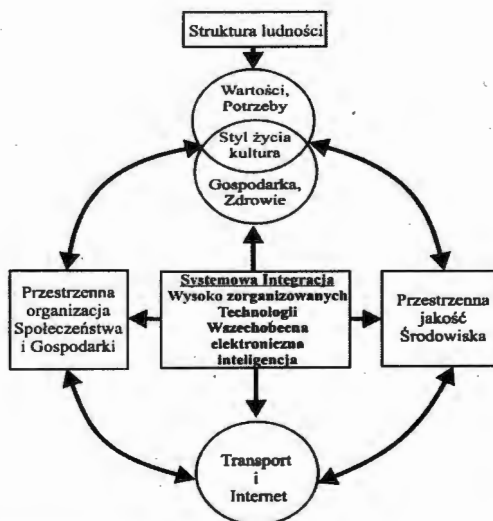 Struktura ludności
Wartości,
Potrzeby
Styl życia
kultura
Gospodarka,
Zdrowie
Systemowa Integracja
Wysoko zorganizowanych
Technologii
Wszechobecna
elektroniczna
inteligencja
Przestrzenna
organizacja
Społeczeństwa
i Gospodarki
Przestrzenna
jakość
Środowiska
Transport
i
Internet